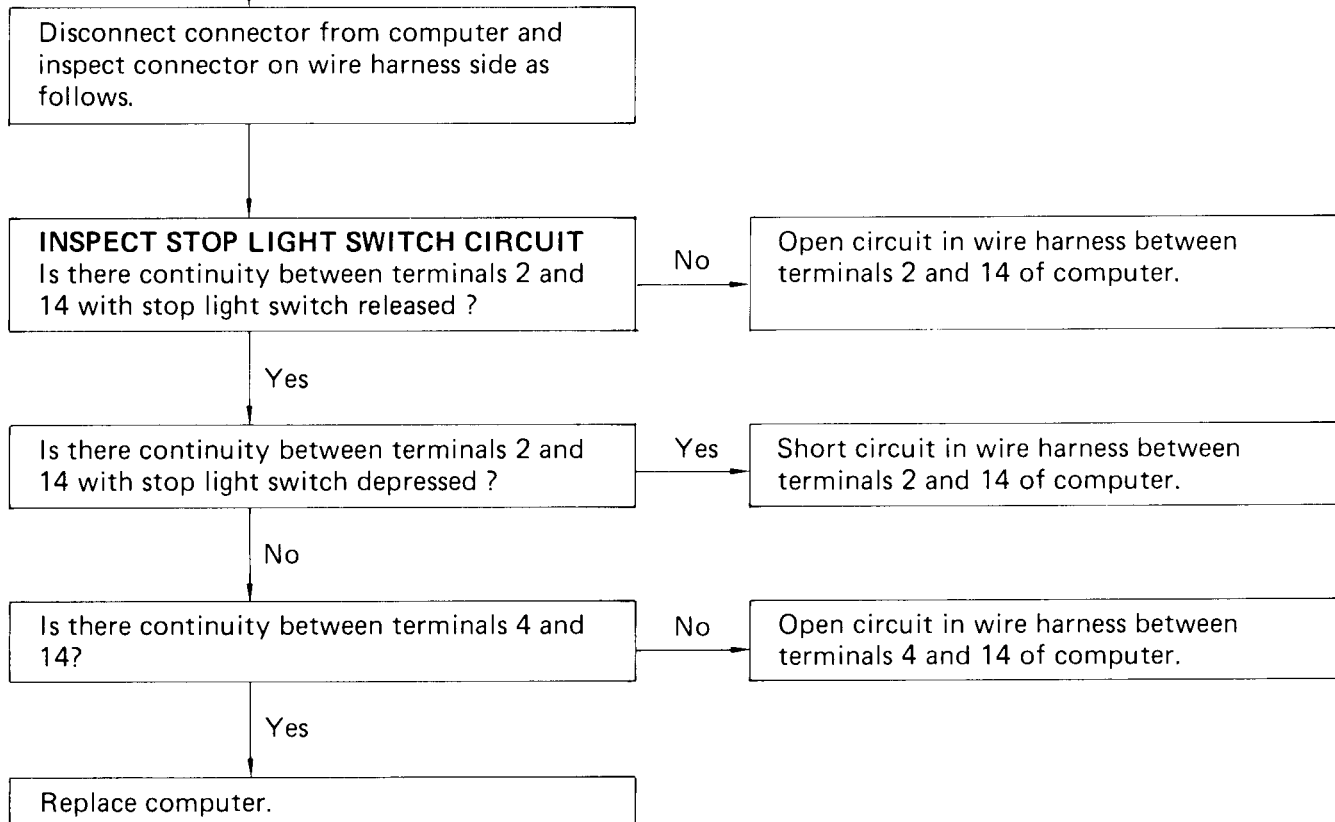 Disconnect connector from computer and
inspect connector on wire harness side as
follows.
INSPECT STOP LIGHT SWITCH CIRCUIT
Is there continuity between terminals 2 and
14 with stop light switch released ?
No
Open circuit in wire harness between
terminals 2 and 14 of computer.
Yes
Is there continuity between terminals 2 and
14 with stop light switch depressed ?
Yes
Short circuit in wire harness between
terminals 2 and 14 of computer.
No
Is there continuity between terminals 4 and
14?
No
Open circuit in wire harness between
terminals 4 and 14 of computer.
Yes
Replace computer.